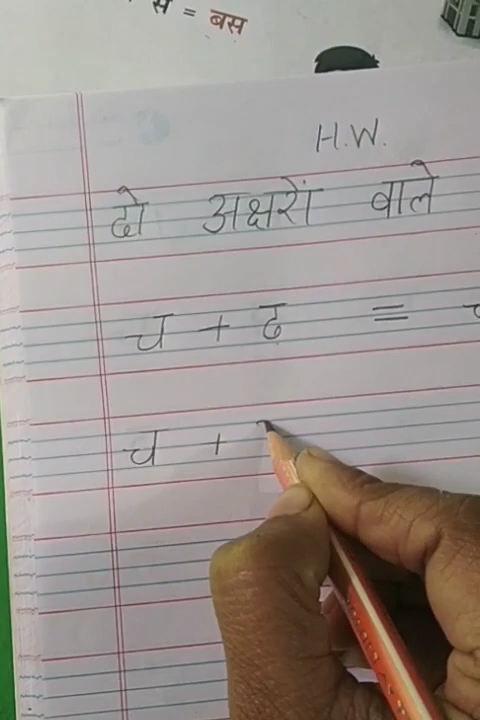 स = बस
H.W.
दो अक्षरों वाले
च + ढ =
च +